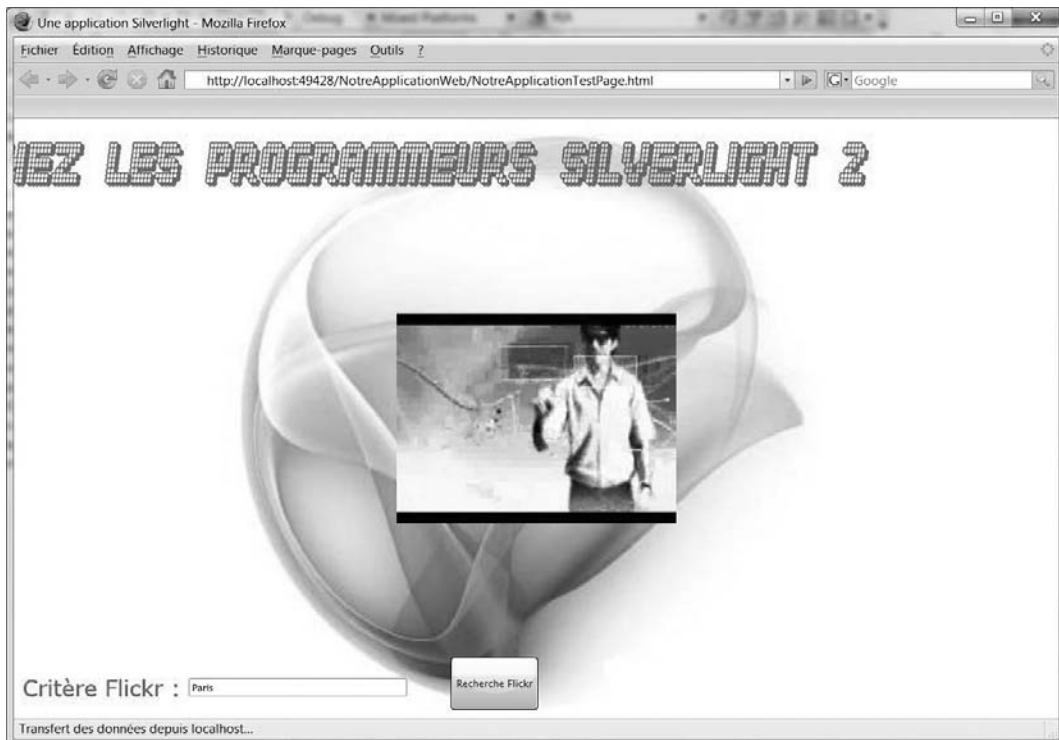 Une application Silverlight - Mozilla Firefox
Fichier Édition Affichage Historique Marque-pages Outils ?
http://localhost:49428/NotreApplicationWeb/NotreApplicationTestPage.html
G Google
NEZ LES PROGRAMMEURS SILVERLIGHT 2
Critère Flickr : Paris
Recherche Flickr
Transfert des données depuis localhost...